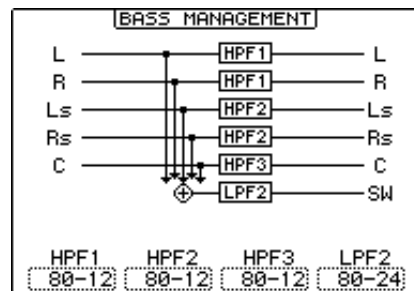 BASS MANAGEMENT
L HPF1 L
R HPF1 R
Ls HPF2 Ls
Rs HPF2 Rs
C HPF3 C
LPF2 SW
HPF1 HPF2 HPF3 LPF2
80-12 80-12 80-12 80-24